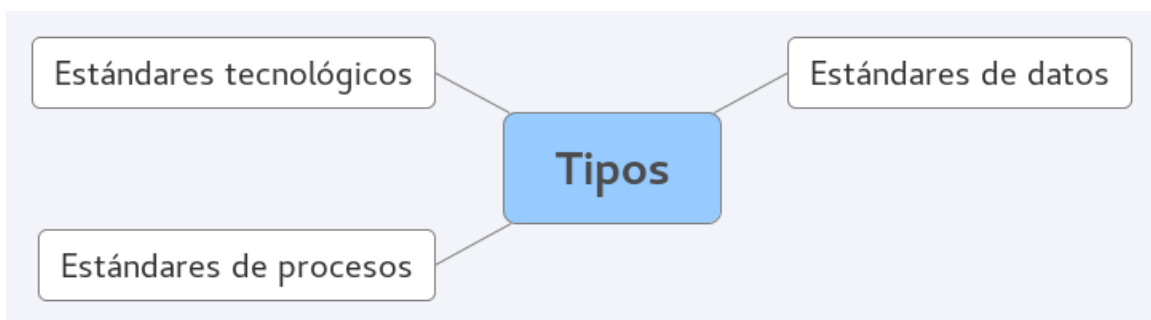 Estándares tecnológicos
Estándares de datos
Tipos
Estándares de procesos